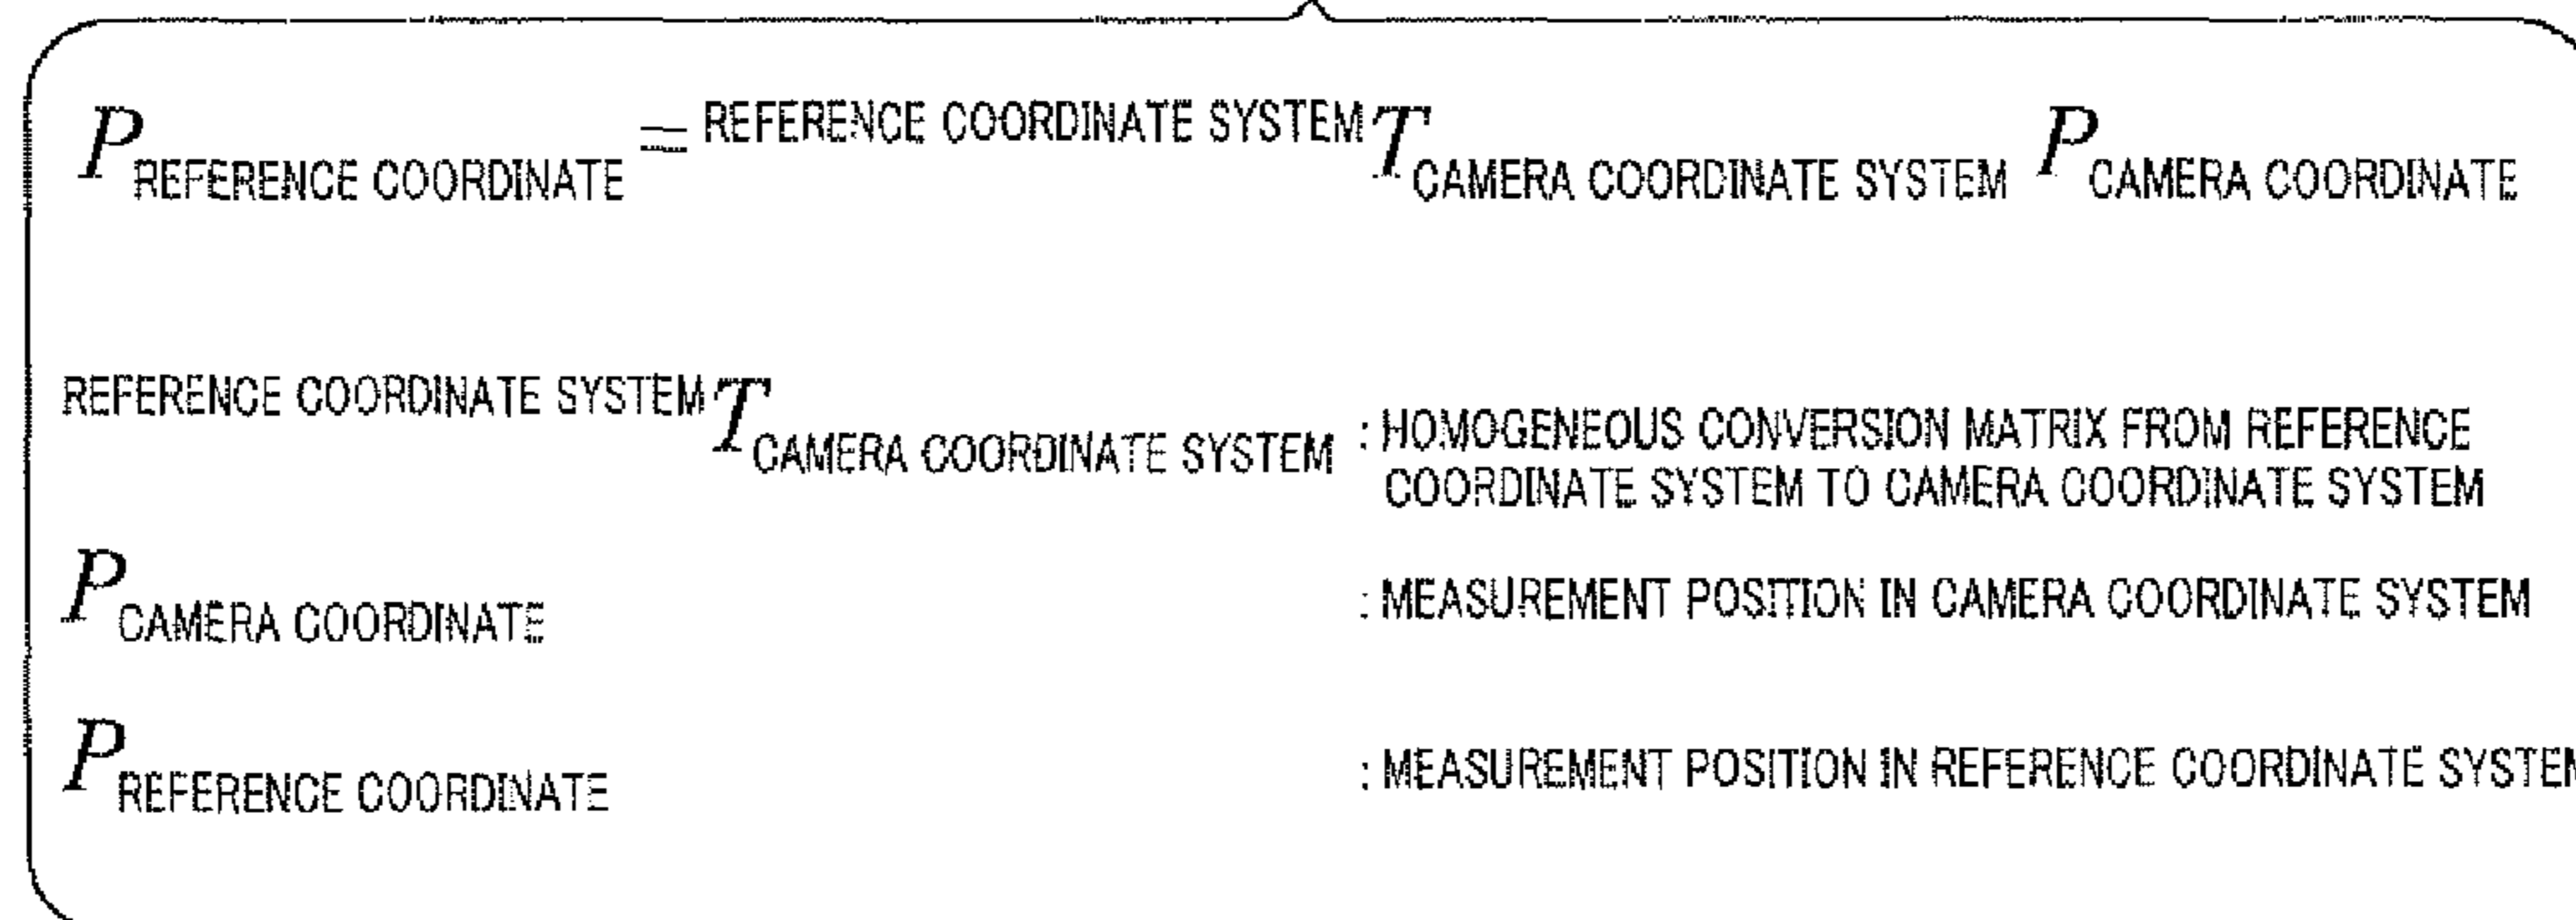 P REFERENCE COORDINATE = REFERENCE COORDINATE SYSTEM T CAMERA COORDINATE SYSTEM P CAMERA COORDINATE
REFERENCE COORDINATE SYSTEM T CAMERA COORDINATE SYSTEM : HOMOGENEOUS CONVERSION MATRIX FROM REFERENCE
COORDINATE SYSTEM TO CAMERA COORDINATE SYSTEM
P CAMERA COORDINATE : MEASUREMENT POSITION IN CAMERA COORDINATE SYSTEM
P REFERENCE COORDINATE : MEASUREMENT POSITION IN REFERENCE COORDINATE SYSTEM